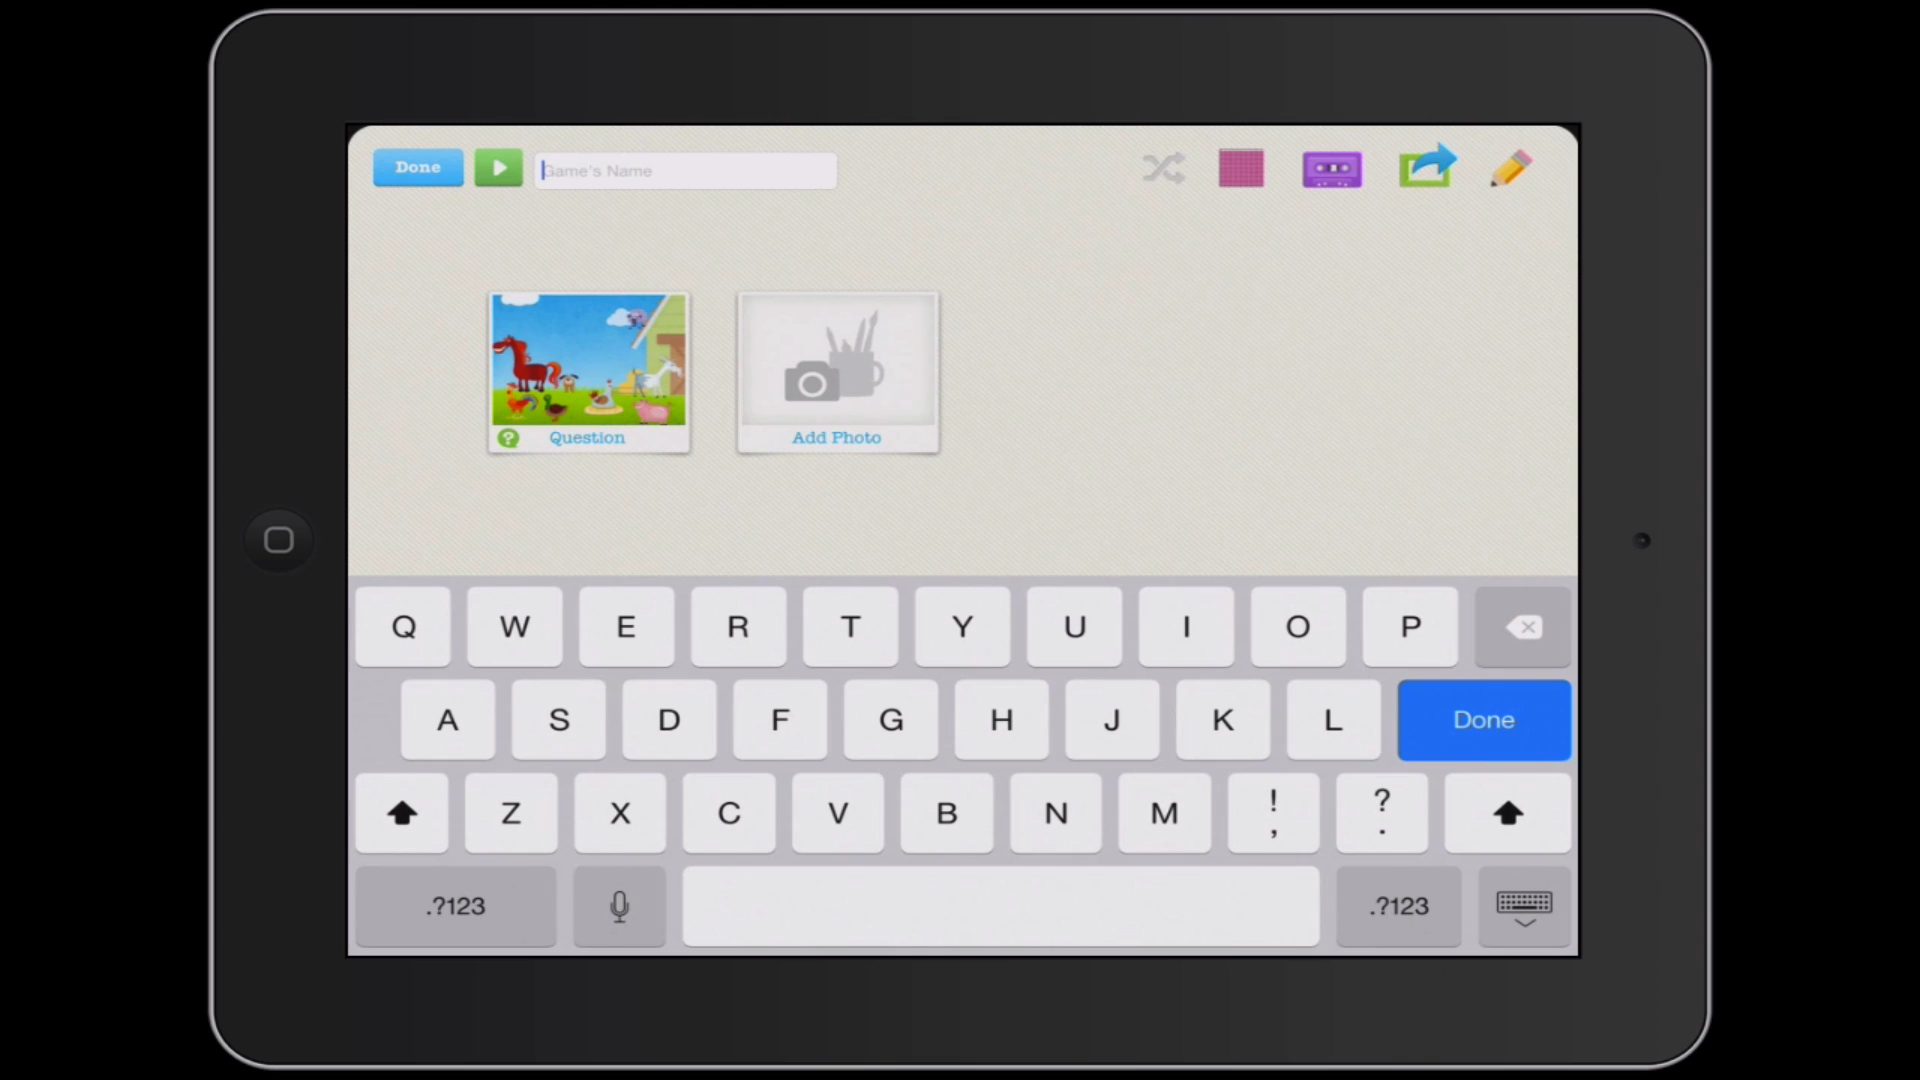 Done
Game's Name
? Question
Add Photo
Q W E R T Y U I O P
A S D F G H J K L Done
Z X C V B N M ! , ? .
.?123 .?123